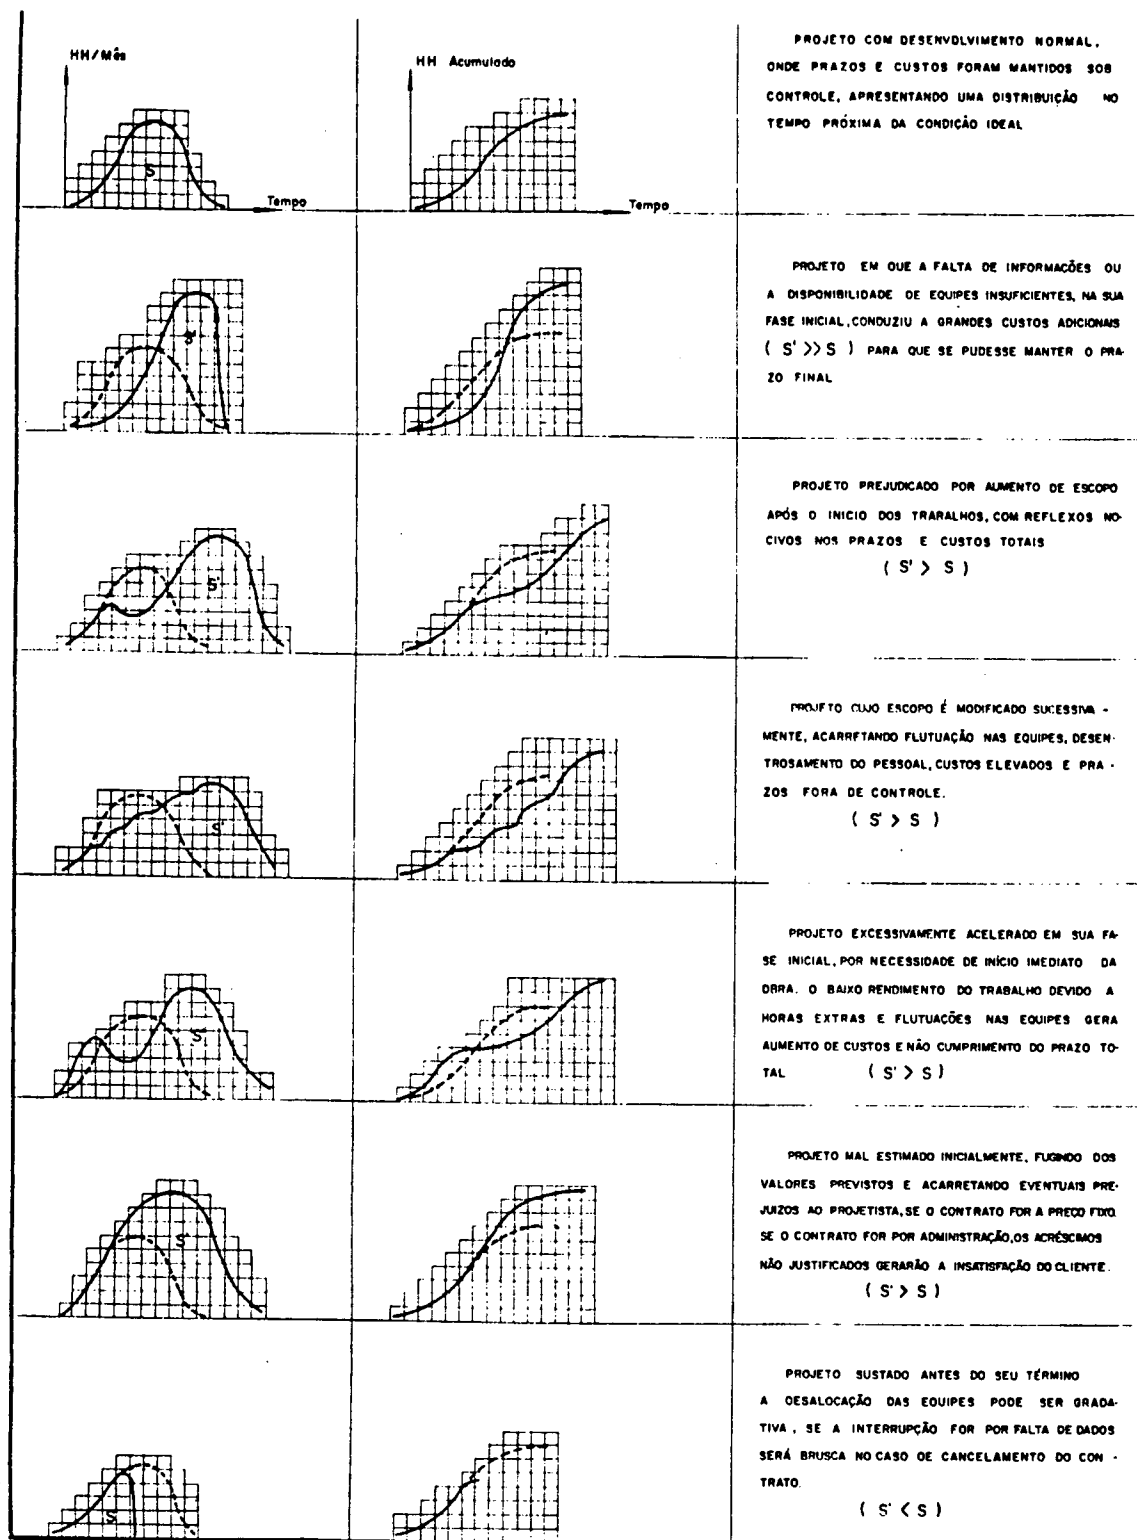 HH/Mês
HH Acumulado
S
Tempo
Tempo
PROJETO COM DESENVOLVIMENTO NORMAL,
ONDE PRAZOS E CUSTOS FORAM MANTIDOS SOB
CONTROLE, APRESENTANDO UMA DISTRIBUIÇÃO NO
TEMPO PRÓXIMA DA CONDIÇÃO IDEAL
S'
PROJETO EM QUE A FALTA DE INFORMAÇÕES OU
A DISPONIBILIDADE DE EQUIPES INSUFICIENTES, NA SUA
FASE INICIAL, CONDUZIU A GRANDES CUSTOS ADICIONAIS
( S' >> S ) PARA QUE SE PUDESSE MANTER O PRA-
ZO FINAL
S'
PROJETO PREJUDICADO POR AUMENTO DE ESCOPO
APÓS O INICIO DOS TRARALHOS, COM REFLEXOS NO-
CIVOS NOS PRAZOS E CUSTOS TOTAIS
( S' > S )
S'
PROJETO CUJO ESCOPO É MODIFICADO SUCESSIVA -
MENTE, ACARRETANDO FLUTUAÇÃO NAS EQUIPES, DESEN-
TROSAMENTO DO PESSOAL, CUSTOS ELEVADOS E PRA -
ZOS FORA DE CONTROLE.
( S' > S )
S'
PROJETO EXCESSIVAMENTE ACELERADO EM SUA FA-
SE INICIAL, POR NECESSIDADE DE INÍCIO IMEDIATO DA
OBRA. O BAIXO RENDIMENTO DO TRABALHO DEVIDO A
HORAS EXTRAS E FLUTUAÇÕES NAS EQUIPES GERA
AUMENTO DE CUSTOS E NÃO CUMPRIMENTO DO PRAZO TO-
TAL ( S' > S )
S'
PROJETO MAL ESTIMADO INICIALMENTE, FUGINDO DOS
VALORES PREVISTOS E ACARRETANDO EVENTUAIS PRE-
JUIZOS AO PROJETISTA, SE O CONTRATO FOR A PREÇO FIXO.
SE O CONTRATO FOR POR ADMINISTRAÇÃO, OS ACRÉSCIMOS
NÃO JUSTIFICADOS GERARÃO A INSATISFAÇÃO DO CLIENTE.
( S' > S )
S'
PROJETO SUSTADO ANTES DO SEU TÉRMINO
A DESALOCAÇÃO DAS EQUIPES PODE SER GRADA-
TIVA, SE A INTERRUPÇÃO FOR POR FALTA DE DADOS
SERÁ BRUSCA NO CASO DE CANCELAMENTO DO CON -
TRATO.
( S' < S )